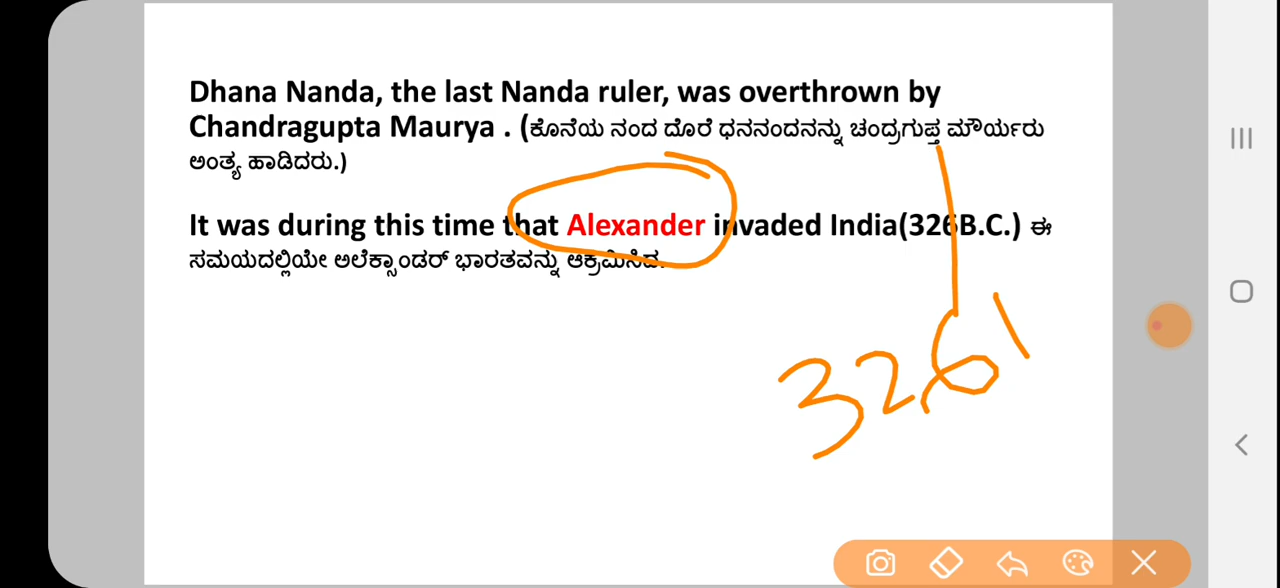 Dhana Nanda, the last Nanda ruler, was overthrown by
Chandragupta Maurya . (ಕೊನೆಯ ನಂದ ದೊರೆ ಧನನಂದನನ್ನು ಚಂದ್ರಗುಪ್ತ ಮೌರ್ಯರು
ಅಂತ್ಯ ಹಾಡಿದರು.)
It was during this time that Alexander invaded India(326B.C.) ಈ
ಸಮಯದಲ್ಲಿಯೇ ಅಲೆಕ್ಸಾಂಡರ್ ಭಾರತವನ್ನು ಆಕ್ರಮಿಸಿದ.
326